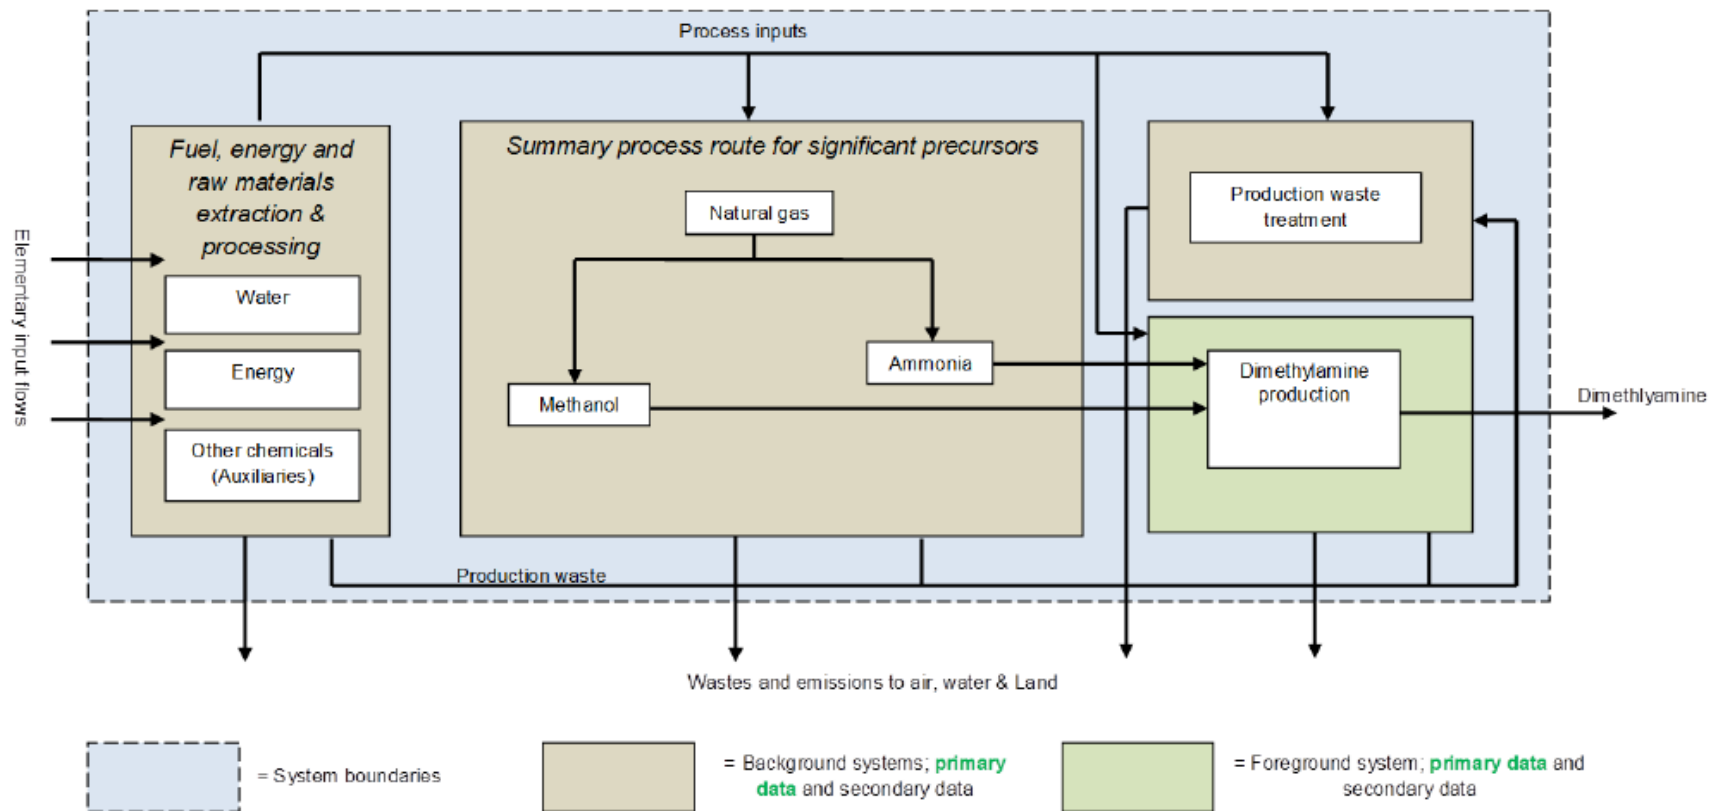 Process inputs
Fuel, energy and
raw materials
extraction &
processing
Summary process route for significant precursors
Production waste
treatment
Natural gas
Elementary input flows
Water
Energy
Ammonia
Dimethylamine
production
Methanol
Dimethlyamine
Other chemicals
(Auxiliaries)
Production waste
Wastes and emissions to air, water & Land
= System boundaries
= Background systems; primary
data and secondary data
= Foreground system; primary data and
secondary data